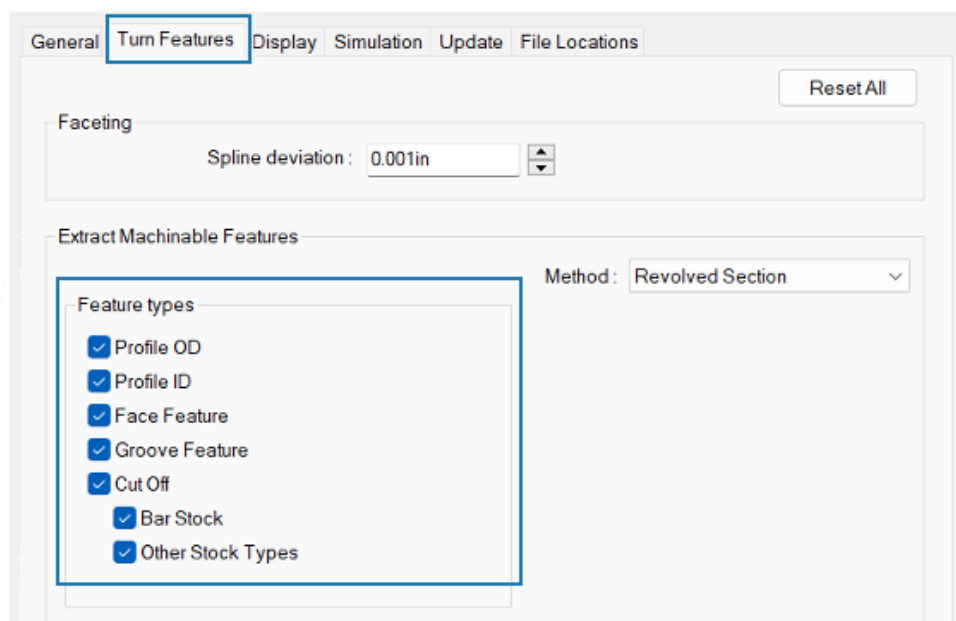 General Turn Features Display Simulation Update File Locations
Reset All
Faceting
Spline deviation : 0.001in
Extract Machinable Features
Method : Revolved Section
Feature types
Profile OD
Profile ID
Face Feature
Groove Feature
Cut Off
Bar Stock
Other Stock Types